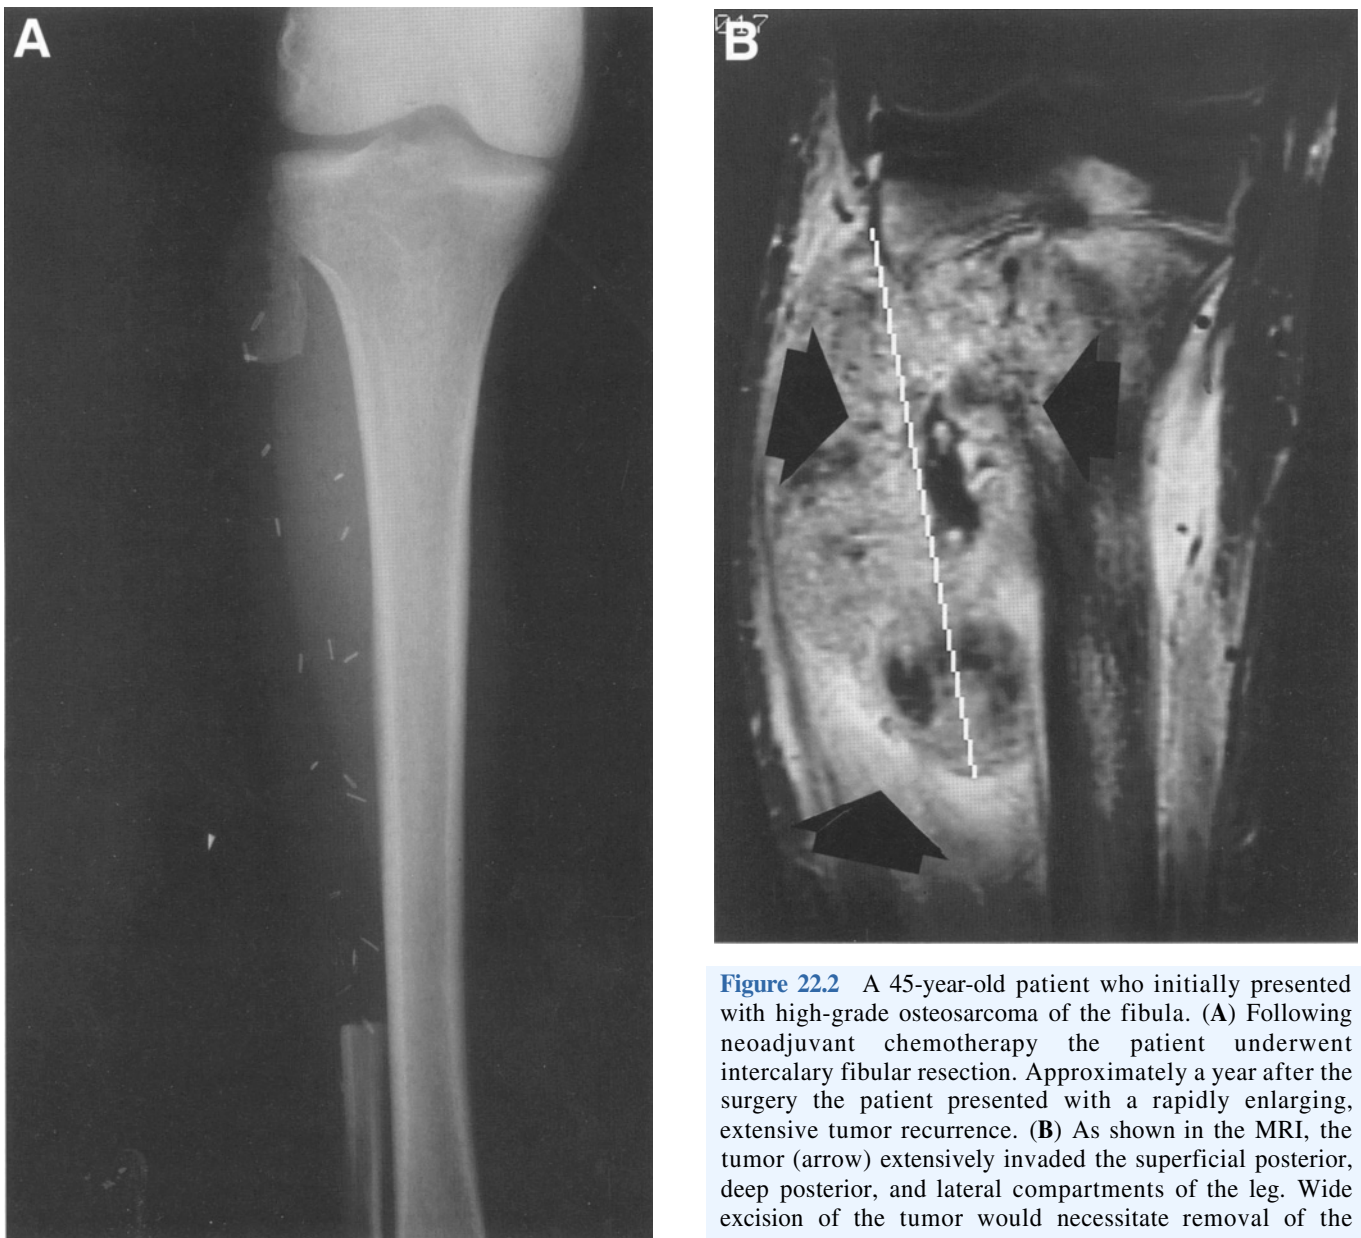 A
017
B
Figure 22.2 A 45-year-old patient who initially presented
with high-grade osteosarcoma of the fibula. (A) Following
neoadjuvant chemotherapy the patient underwent
intercalary fibular resection. Approximately a year after the
surgery the patient presented with a rapidly enlarging,
extensive tumor recurrence. (B) As shown in the MRI, the
tumor (arrow) extensively invaded the superficial posterior,
deep posterior, and lateral compartments of the leg. Wide
excision of the tumor would necessitate removal of the